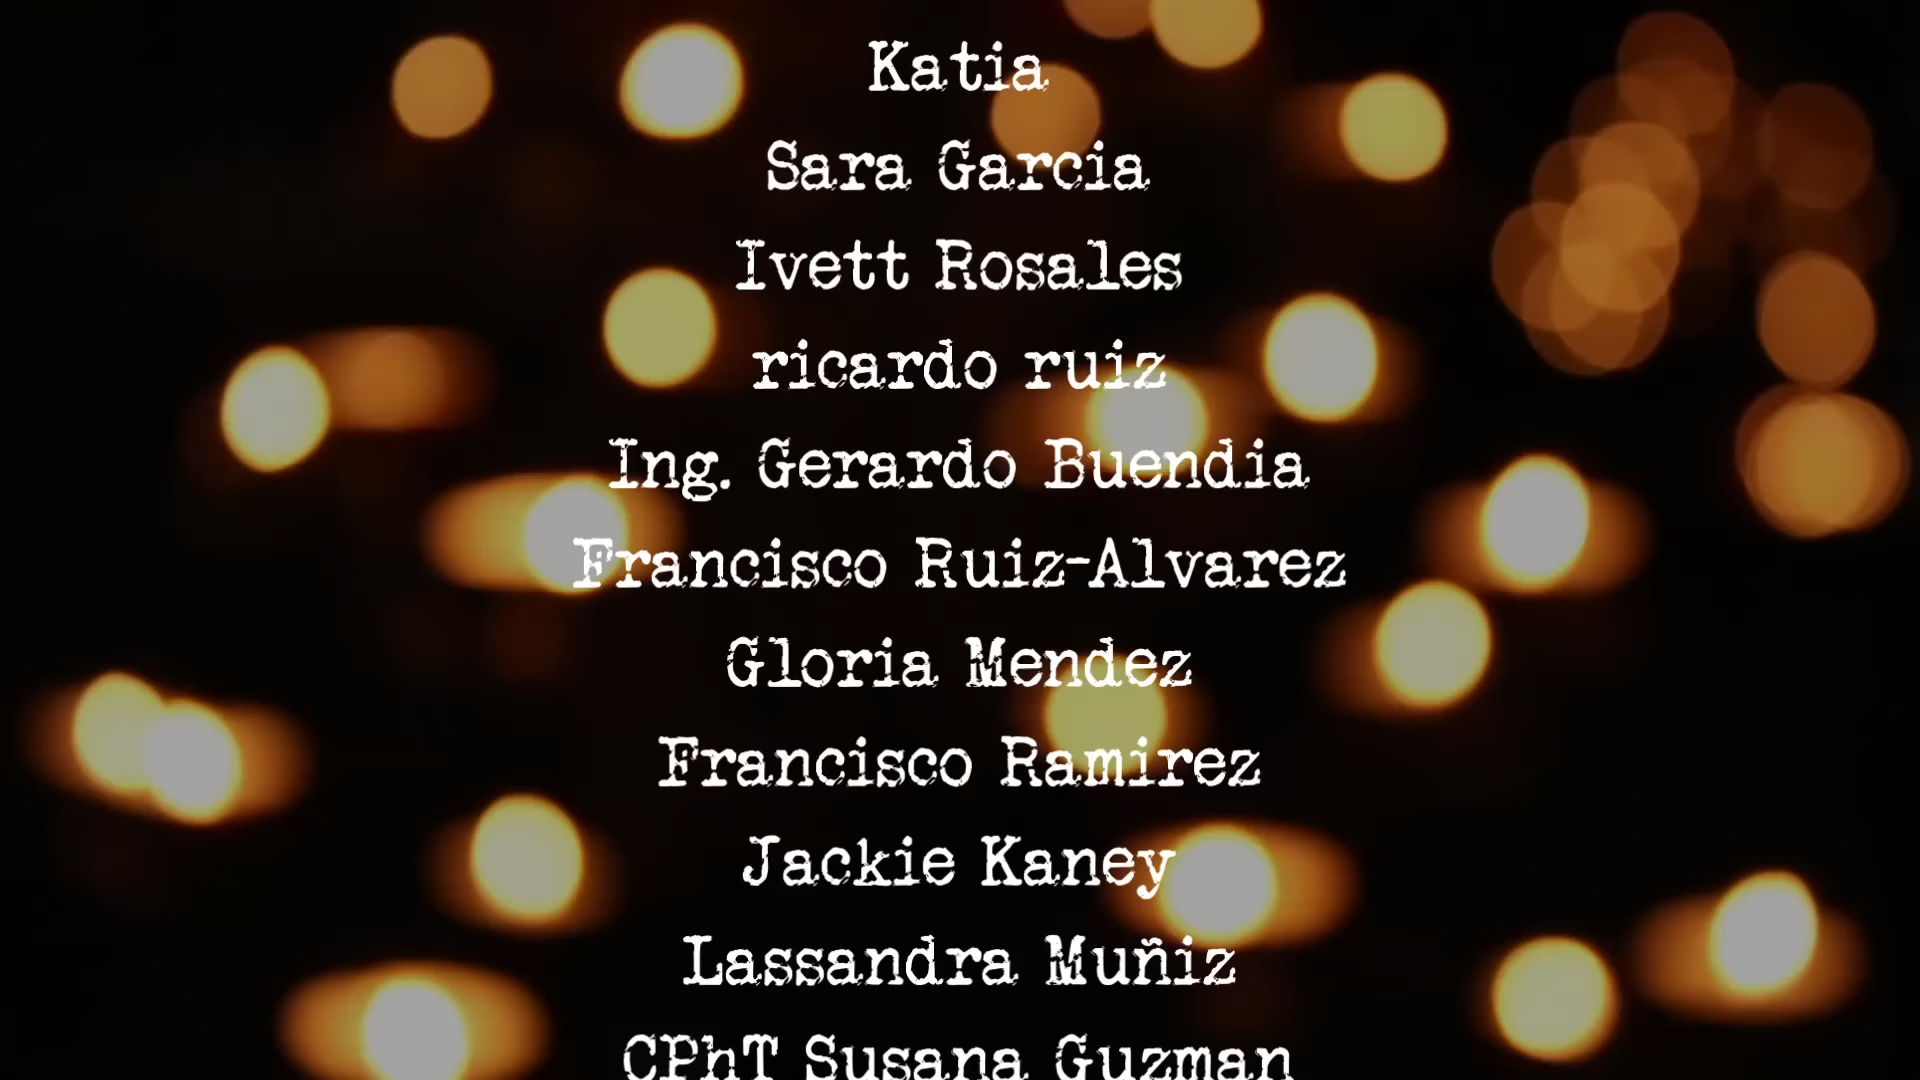 Katia
Sara Garcia
Ivett Rosales
ricardo ruiz
Ing. Gerardo Buendia
Francisco Ruiz-Alvarez
Gloria Mendez
Francisco Ramirez
Jackie Kaney
Lassandra Muñiz
CPhT Susana Guzman